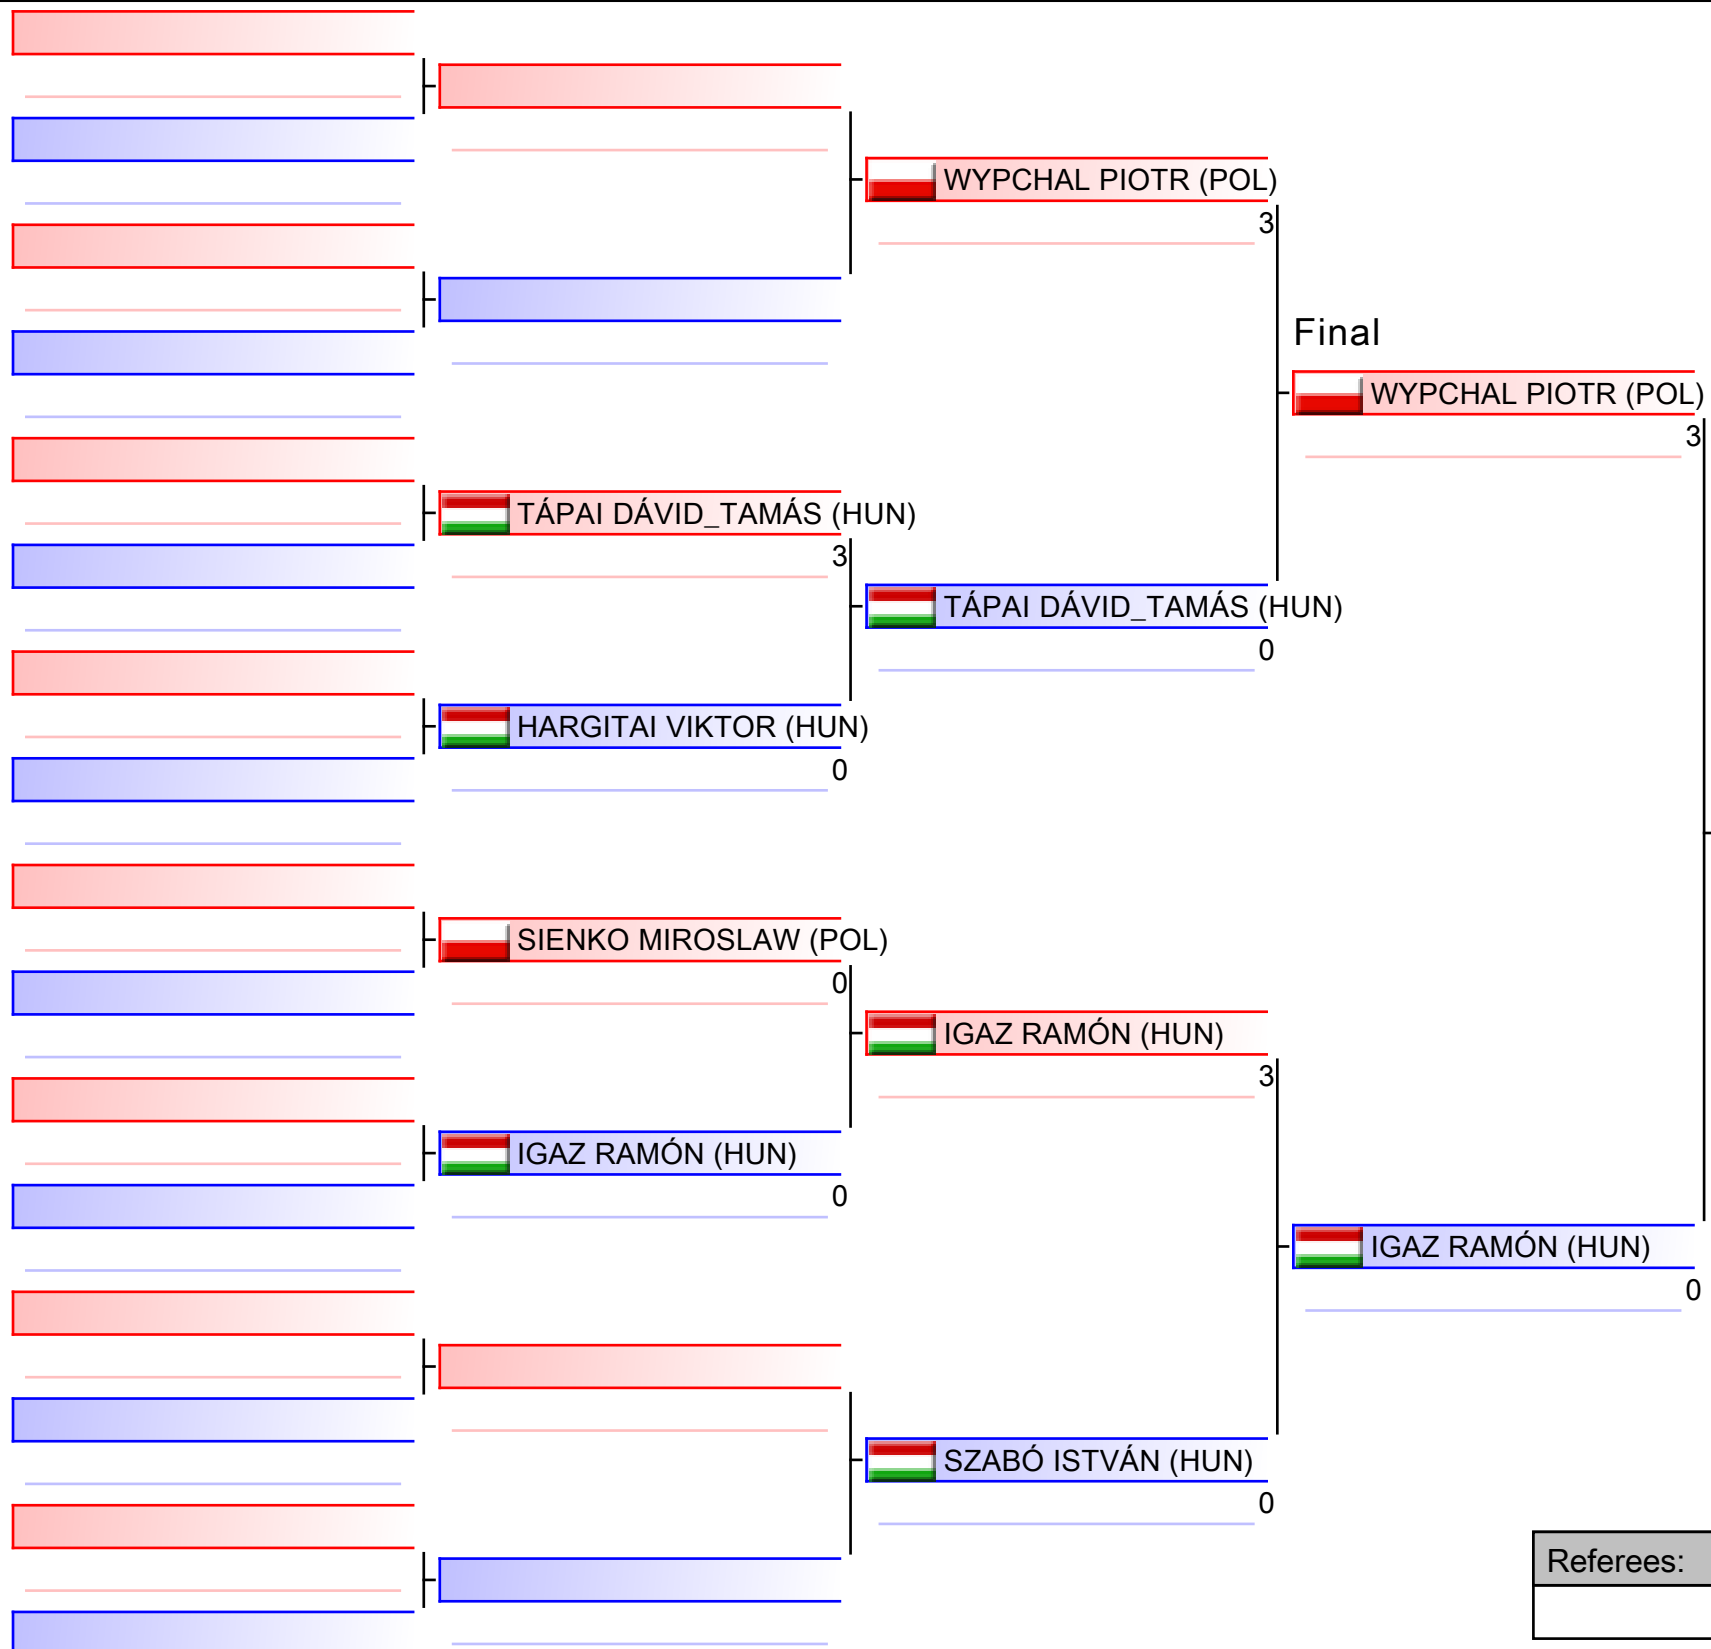 WYPCHAL PIOTR (POL)
3
Final
WYPCHAL PIOTR (POL)
3
TÁPAI DÁVID_TAMÁS (HUN)
3
TÁPAI DÁVID_TAMÁS (HUN)
0
HARGITAI VIKTOR (HUN)
0
SIENKO MIROSLAW (POL)
0
IGAZ RAMÓN (HUN)
3
IGAZ RAMÓN (HUN)
0
IGAZ RAMÓN (HUN)
0
SZABÓ ISTVÁN (HUN)
0
Referees: